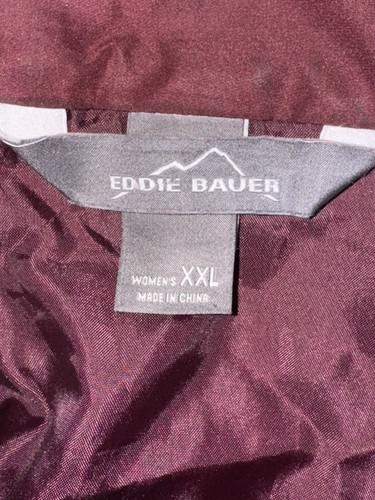 EDDIE BAUER
WOMEN'S XXL
MADE IN CHINA